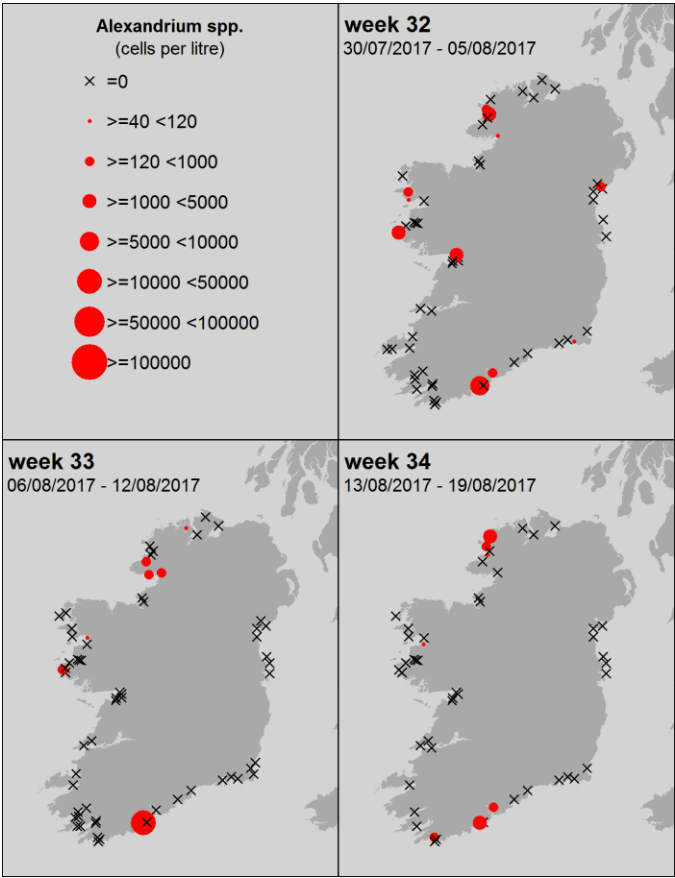 Alexandrium spp.
(cells per litre)
=0
>=40 <120
>=120 <1000
>=1000 <5000
>=5000 <10000
>=10000 <50000
>=50000 <100000
>=100000
week 32
30/07/2017 - 05/08/2017
week 33
06/08/2017 - 12/08/2017
week 34
13/08/2017 - 19/08/2017